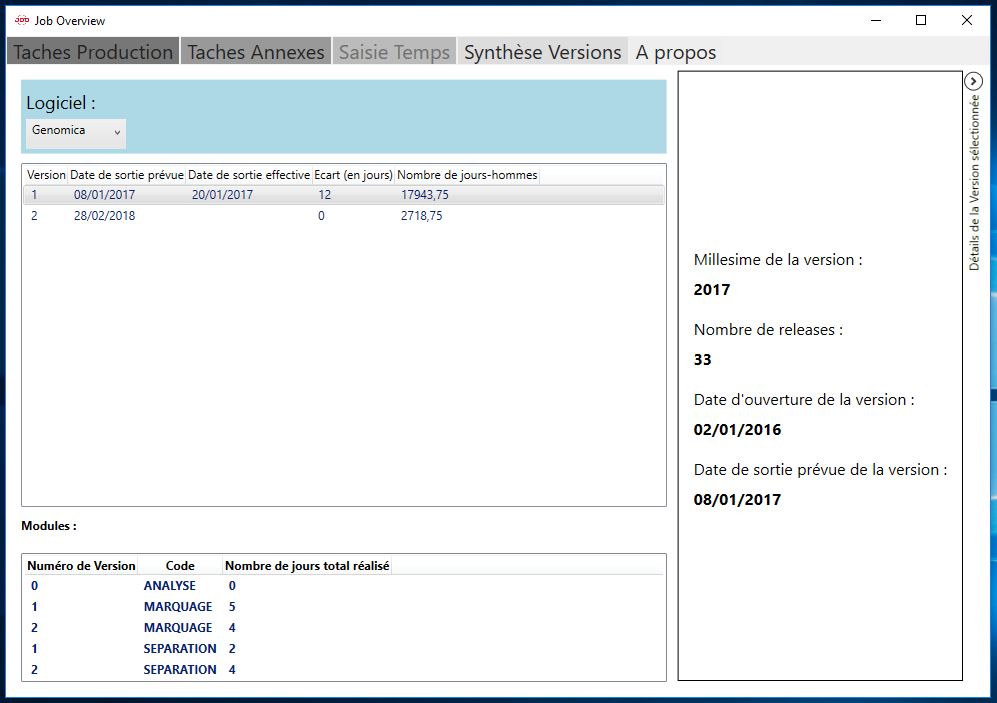 Job Overview
Taches Production Taches Annexes Saisie Temps Synthèse Versions A propos
Logiciel :
Genomica
Version Date de sortie prévue Date de sortie effective Ecart (en jours) Nombre de jours-hommes
1 08/01/2017 20/01/2017 12 17943,75
2 28/02/2018 0 2718,75
Modules :
Numéro de Version Code Nombre de jours total réalisé
0 ANALYSE 0
1 MARQUAGE 5
2 MARQUAGE 4
1 SEPARATION 2
2 SEPARATION 4
Millesime de la version :
2017
Nombre de releases :
33
Date d'ouverture de la version :
02/01/2016
Date de sortie prévue de la version :
08/01/2017
Détails de la Version sélectionnée